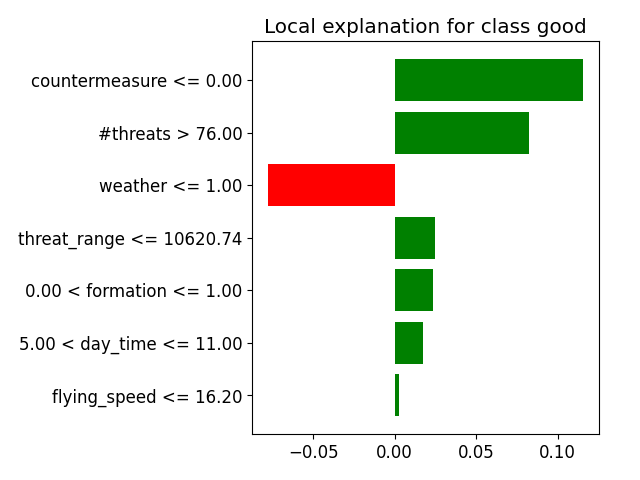 Local explanation for class good
countermeasure <= 0.00
#threats > 76.00
weather <= 1.00
threat_range <= 10620.74
0.00 < formation <= 1.00
5.00 < day_time <= 11.00
flying_speed <= 16.20
−0.05 0.00 0.05 0.10